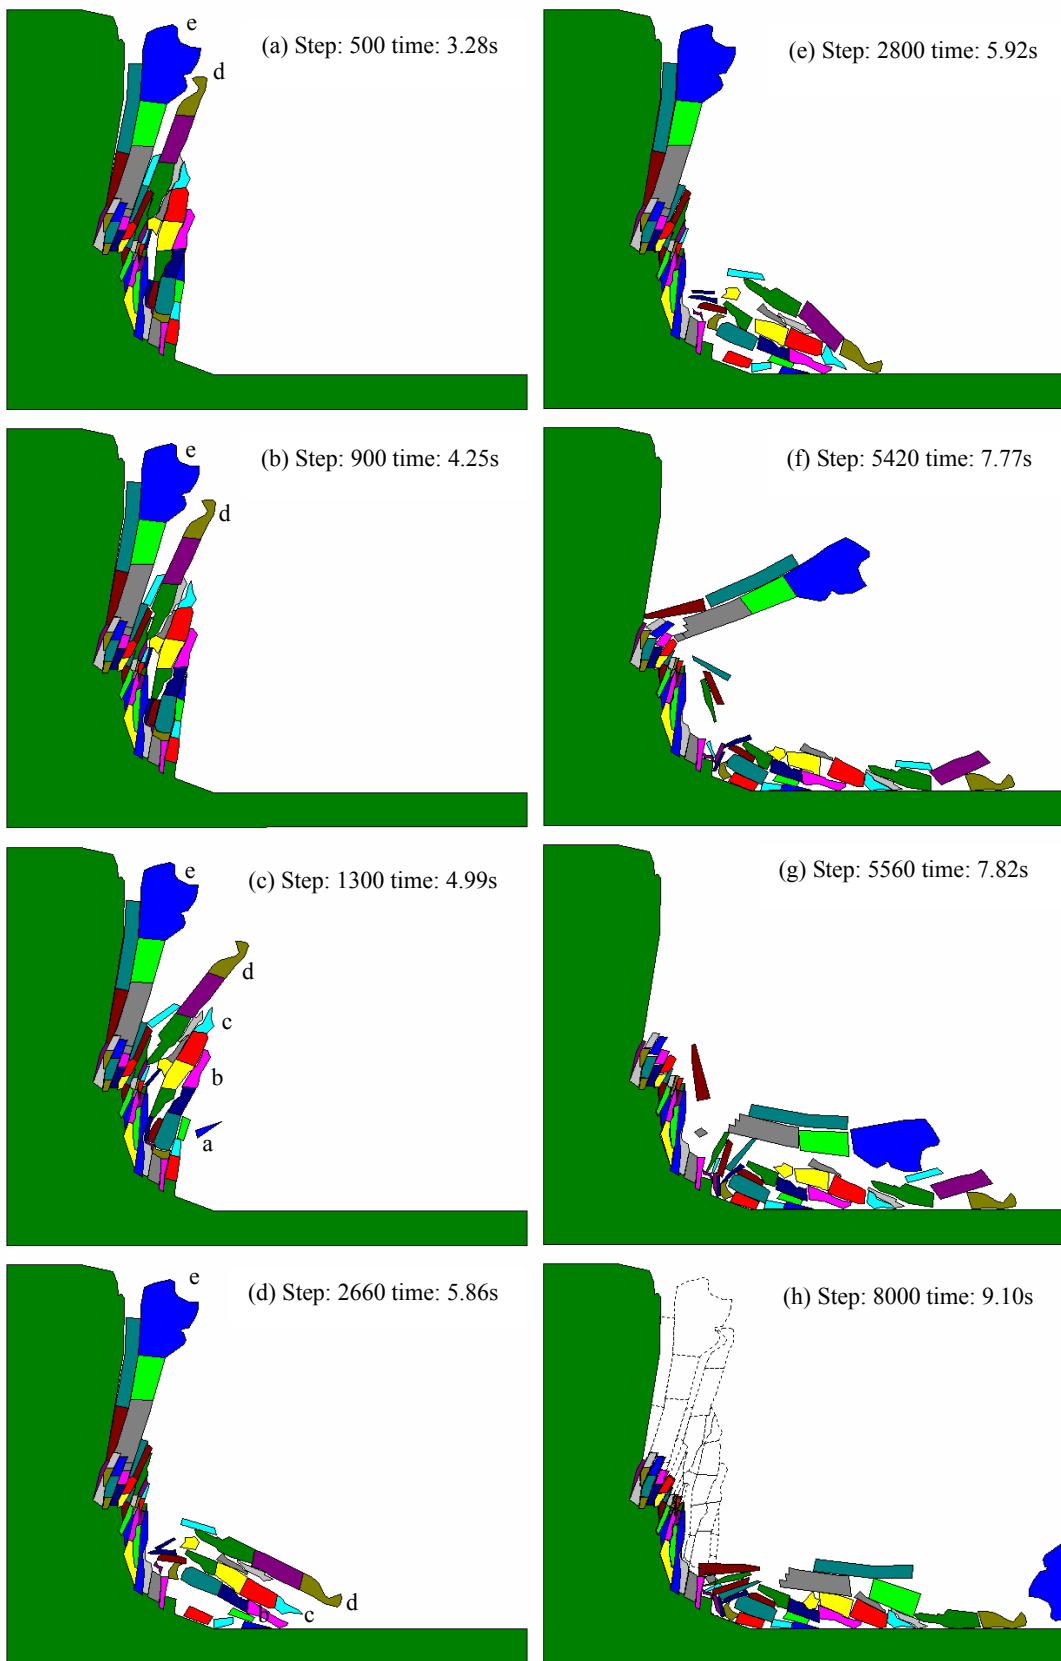 (a) Step: 500 time: 3.28s
e
d
(b) Step: 900 time: 4.25s
e
d
(c) Step: 1300 time: 4.99s
e
d
c
b
a
(d) Step: 2660 time: 5.86s
e
d
c
b
(e) Step: 2800 time: 5.92s
(f) Step: 5420 time: 7.77s
(g) Step: 5560 time: 7.82s
(h) Step: 8000 time: 9.10s